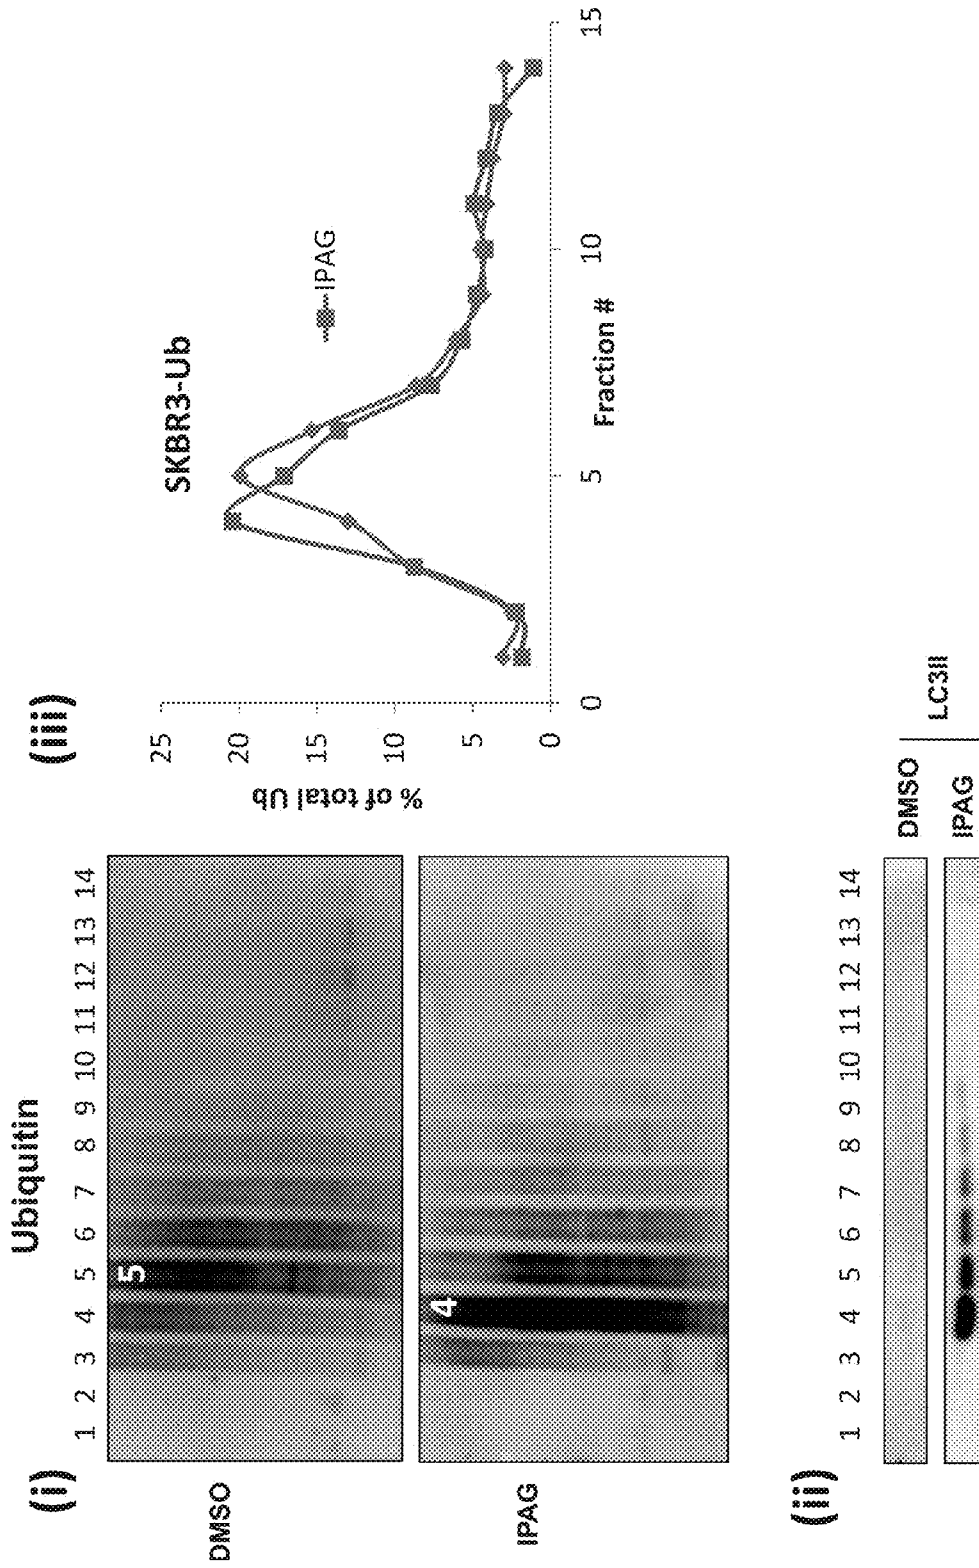 (i)
Ubiquitin
1 2 3 4 5 6 7 8 9 10 11 12 13 14
DMSO
5
IPAG
4
(ii)
1 2 3 4 5 6 7 8 9 10 11 12 13 14
DMSO
IPAG
LC3II
(iii)
SKBR3-Ub
IPAG
% of total Ub
25
20
15
10
5
0
0 5 10 15
Fraction #